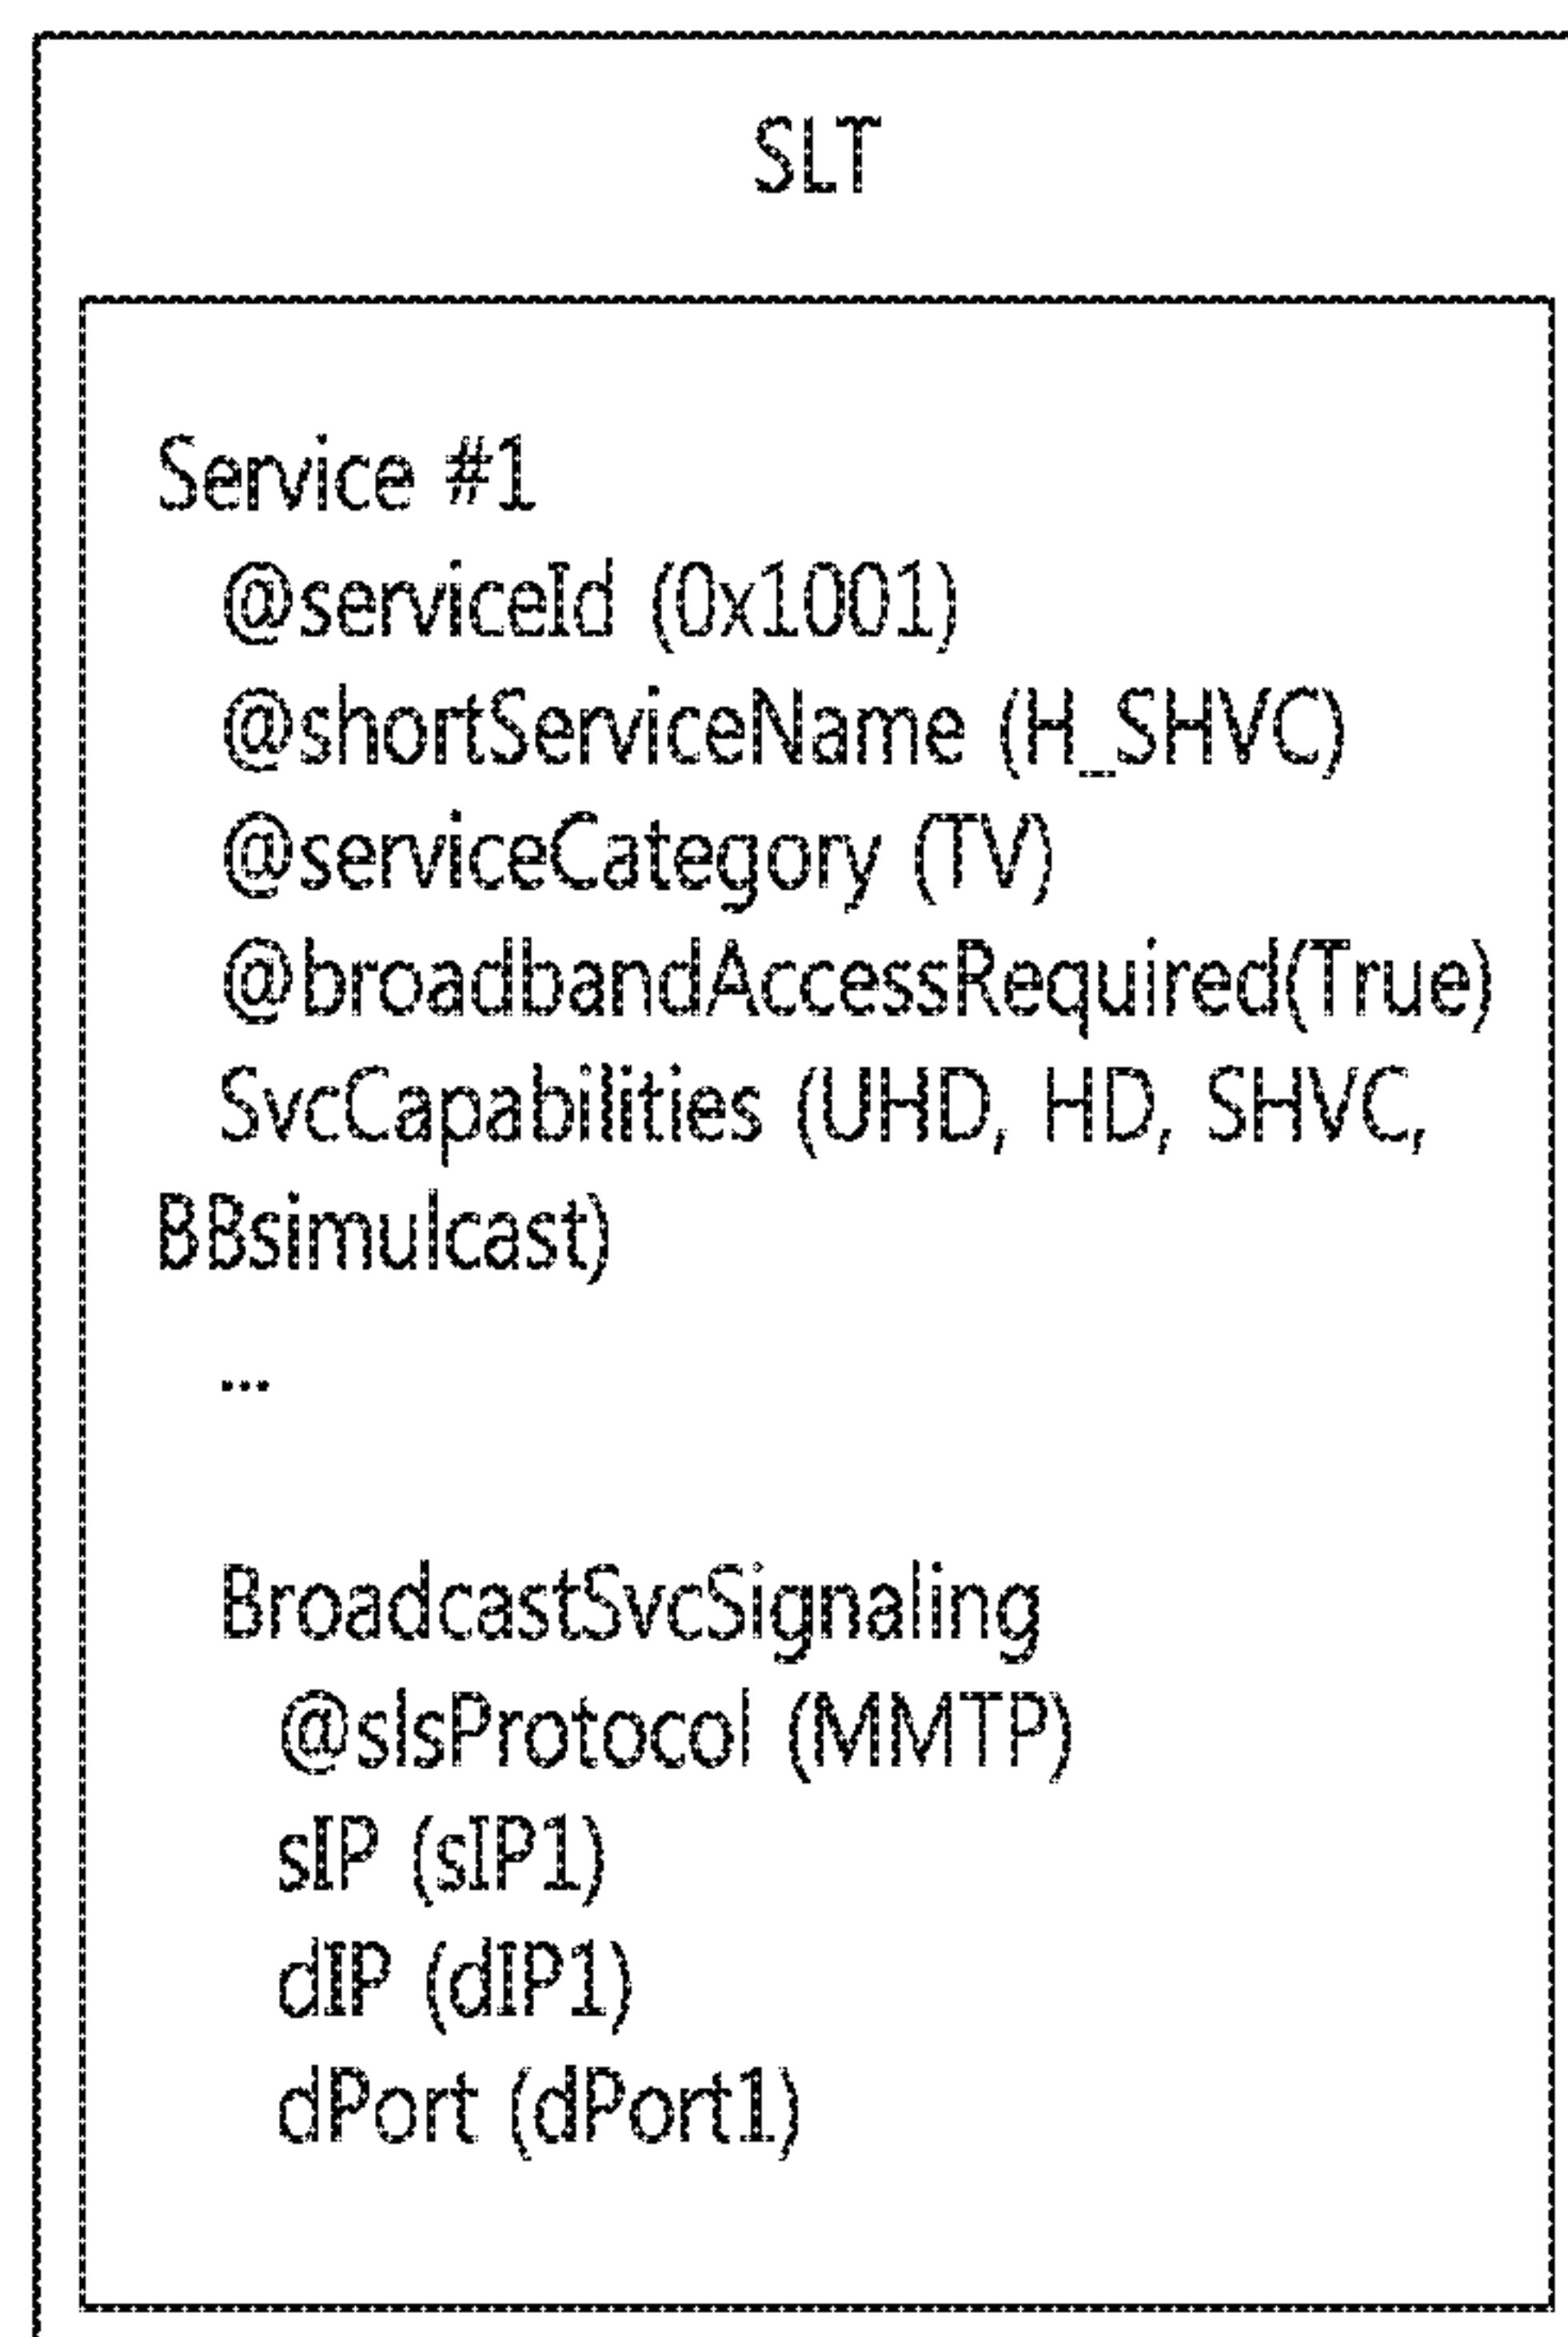 SLT
Service #1
@serviceId (0x1001)
@shortServiceName (H_SHVC)
@serviceCategory (TV)
@broadbandAccessRequired(True)
SvcCapabilities (UHD, HD, SHVC,
BBsimulcast)
...
BroadcastSvcSignaling
@slsProtocol (MMTP)
sIP (sIP1)
dIP (dIP1)
dPort (dPort1)